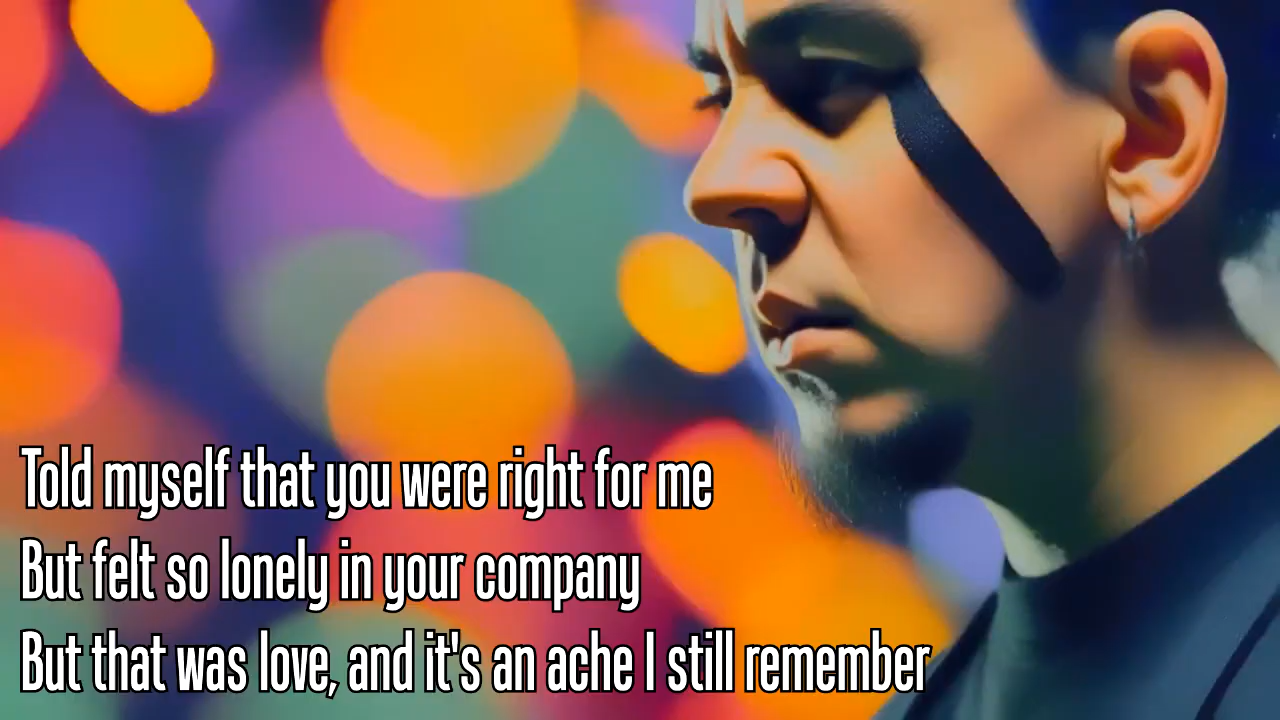 Told myself that you were right for me
But felt so lonely in your company
But that was love, and it's an ache I still remember